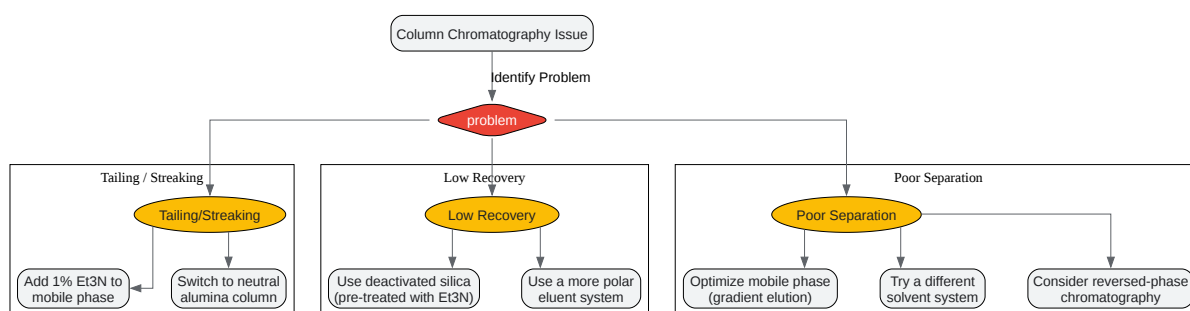 Column Chromatography Issue
Identify Problem
problem
Tailing / Streaking
Low Recovery
Poor Separation
Tailing/Streaking
Low Recovery
Poor Separation
Add 1% Et3N to
mobile phase
Switch to neutral
alumina column
Use deactivated silica
(pre-treated with Et3N)
Use a more polar
eluent system
Optimize mobile phase
(gradient elution)
Try a different
solvent system
Consider reversed-phase
chromatography